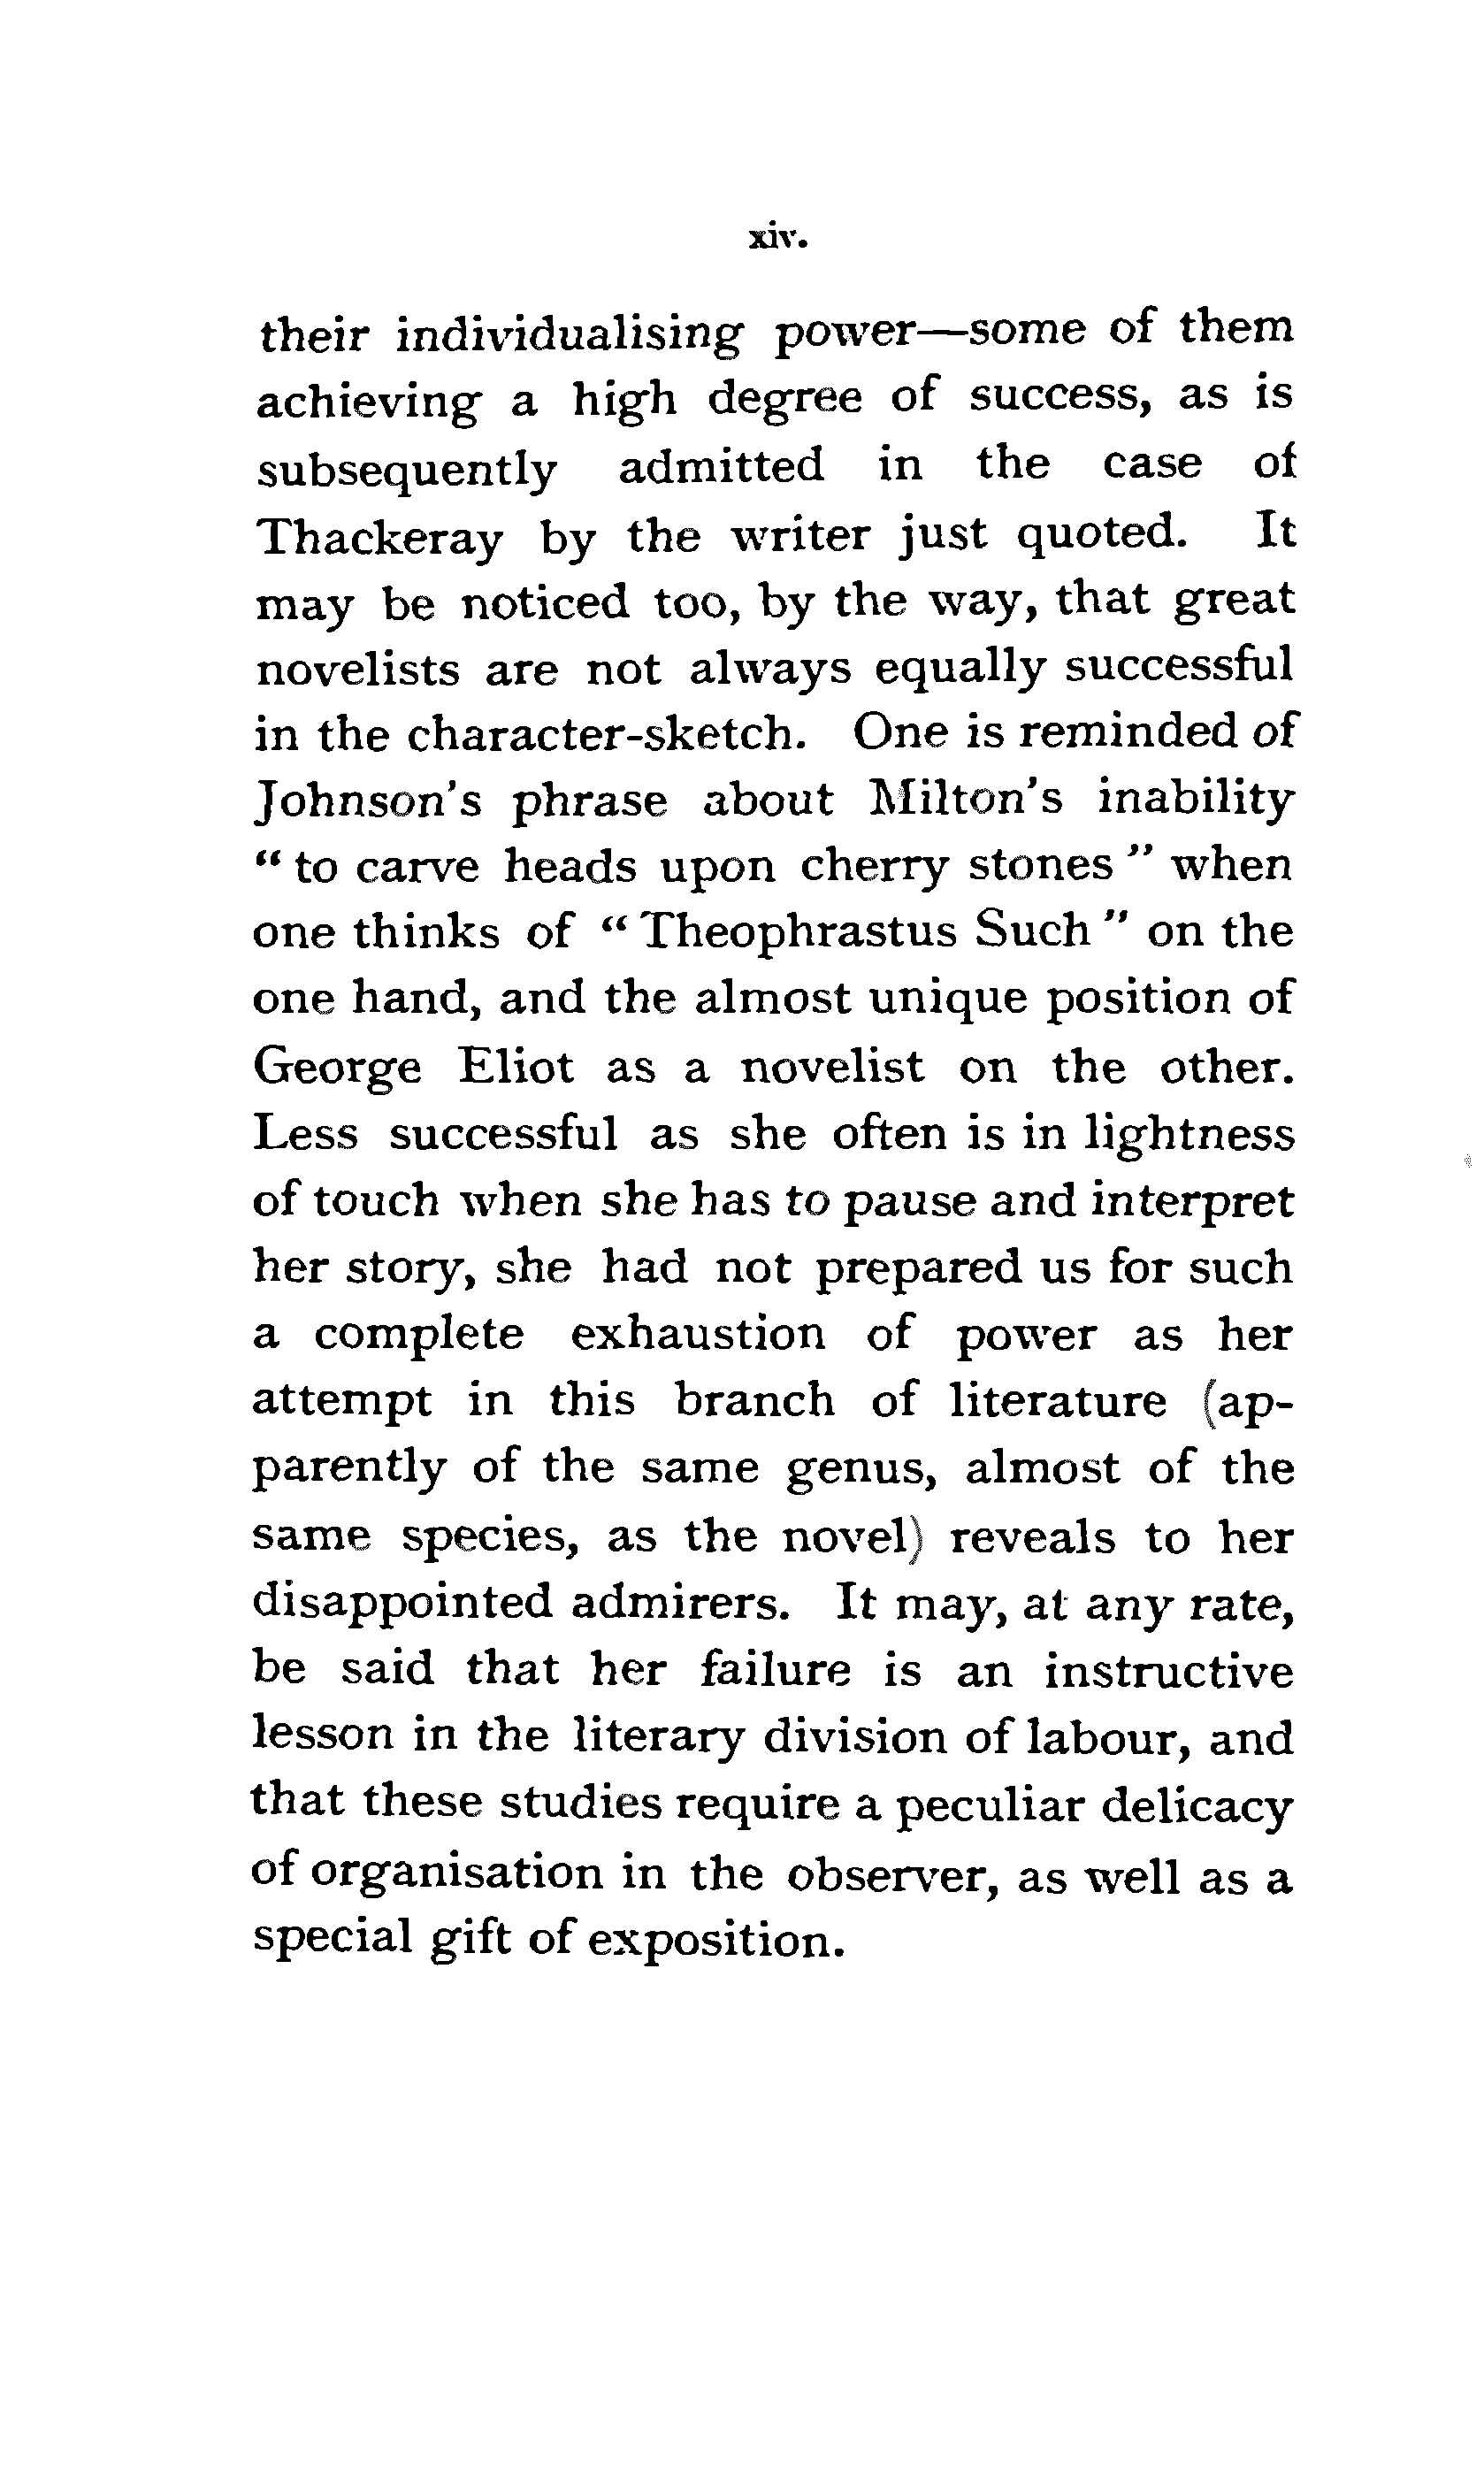 xiv.
their individualising power—some of them
achieving a high degree of success, as is
subsequently admitted in the case of
Thackeray by the writer just quoted. It
may be noticed too, by the way, that great
novelists are not always equally successful
in the character-sketch. One is reminded of
Johnson's phrase about Milton's inability
“ to carve heads upon cherry stones ” when
one thinks of “ Theophrastus Such ” on the
one hand, and the almost unique position of
George Eliot as a novelist on the other.
Less successful as she often is in lightness
of touch when she has to pause and interpret
her story, she had not prepared us for such
a complete exhaustion of power as her
attempt in this branch of literature (ap-
parently of the same genus, almost of the
same species, as the novel) reveals to her
disappointed admirers. It may, at any rate,
be said that her failure is an instructive
lesson in the literary division of labour, and
that these studies require a peculiar delicacy
of organisation in the observer, as well as a
special gift of exposition.